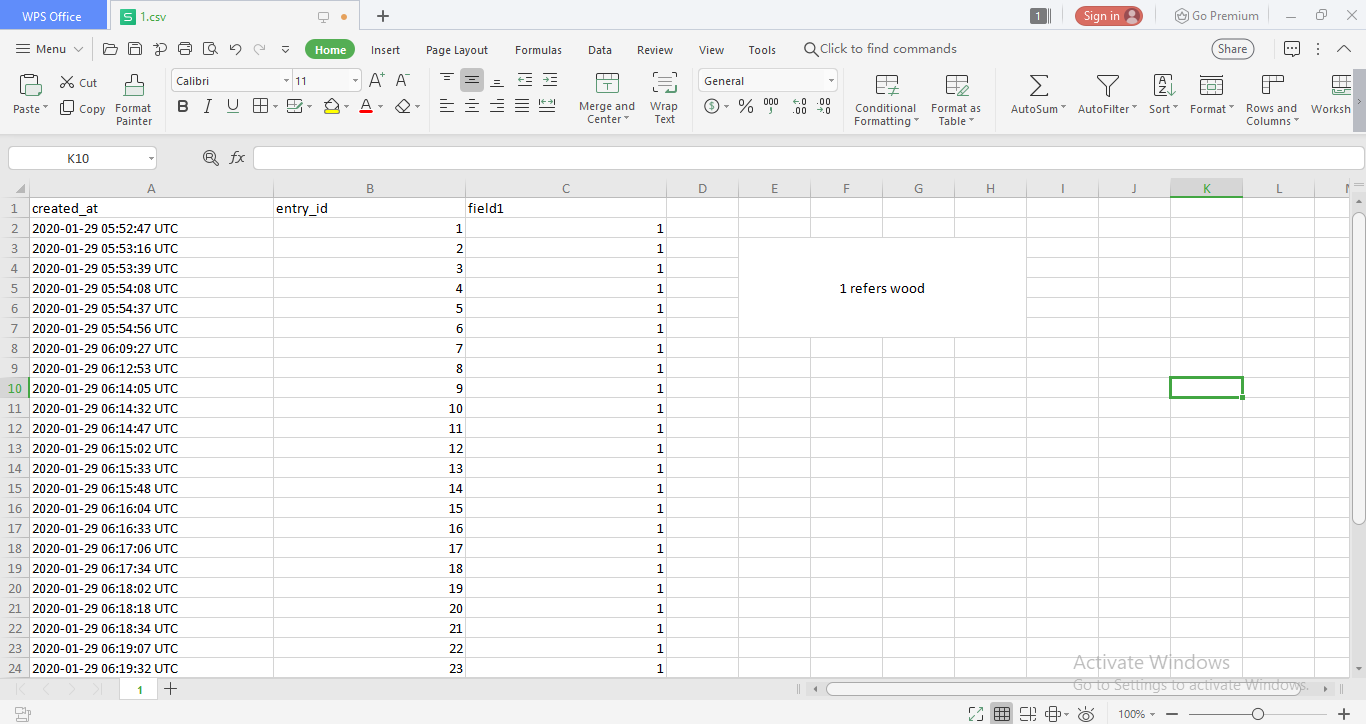 WPS Office 1.csv 1 Sign in Go Premium
Menu Home Insert Page Layout Formulas Data Review View Tools Click to find commands Share
Paste Cut Copy Format Painter Calibri 11 A+ A- B I U A Merge and Center Wrap Text General Conditional Formatting Format as Table AutoSum AutoFilter Sort Format Rows and Columns Worksh
K10 fx
A B C D E F G H I J K L
1 created_at entry_id field1
2 2020-01-29 05:52:47 UTC 1 1
3 2020-01-29 05:53:16 UTC 2 1
4 2020-01-29 05:53:39 UTC 3 1
5 2020-01-29 05:54:08 UTC 4 1 1 refers wood
6 2020-01-29 05:54:37 UTC 5 1
7 2020-01-29 05:54:56 UTC 6 1
8 2020-01-29 06:09:27 UTC 7 1
9 2020-01-29 06:12:53 UTC 8 1
10 2020-01-29 06:14:05 UTC 9 1
11 2020-01-29 06:14:32 UTC 10 1
12 2020-01-29 06:14:47 UTC 11 1
13 2020-01-29 06:15:02 UTC 12 1
14 2020-01-29 06:15:33 UTC 13 1
15 2020-01-29 06:15:48 UTC 14 1
16 2020-01-29 06:16:04 UTC 15 1
17 2020-01-29 06:16:33 UTC 16 1
18 2020-01-29 06:17:06 UTC 17 1
19 2020-01-29 06:17:34 UTC 18 1
20 2020-01-29 06:18:02 UTC 19 1
21 2020-01-29 06:18:18 UTC 20 1
22 2020-01-29 06:18:34 UTC 21 1
23 2020-01-29 06:19:07 UTC 22 1
24 2020-01-29 06:19:32 UTC 23 1
Activate Windows
Go to Settings to activate Windows.
1
100%